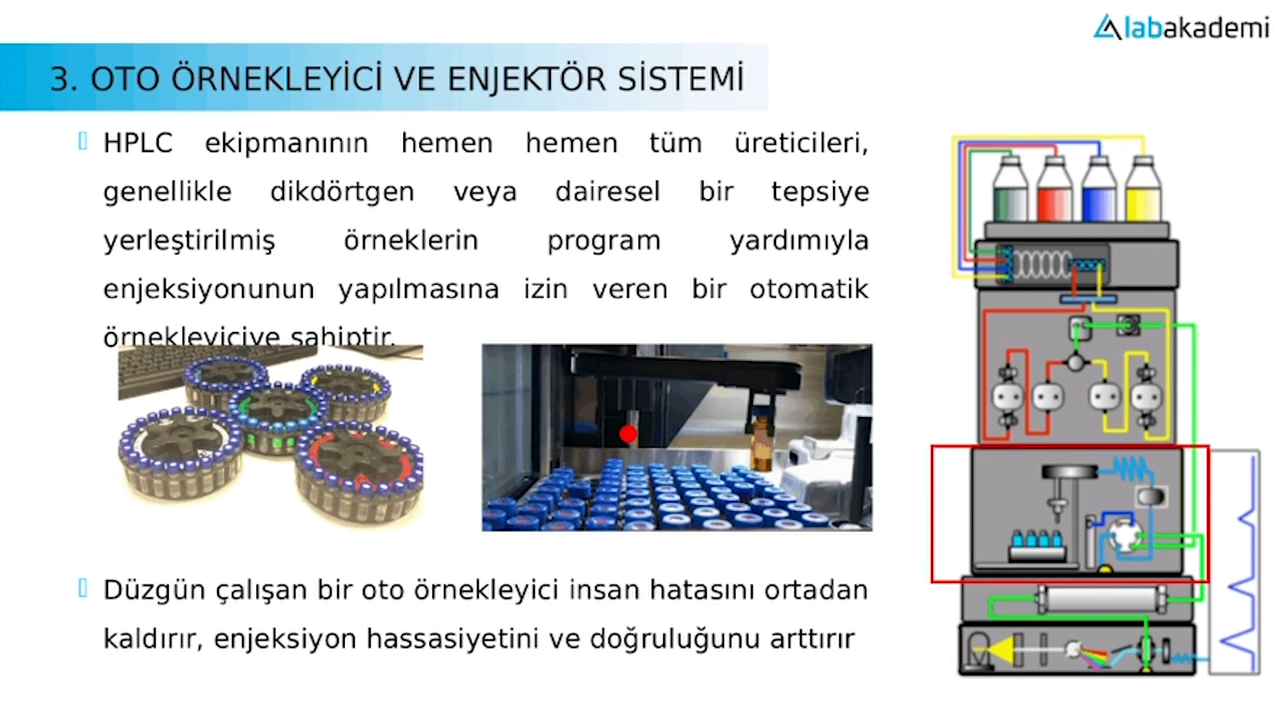 labakademi
3. OTO ÖRNEKLEYİCİ VE ENJEKTÖR SİSTEMİ
HPLC ekipmanının hemen hemen tüm üreticileri,
genellikle dikdörtgen veya dairesel bir tepsiye
yerleştirilmiş örneklerin program yardımıyla
enjeksiyonunun yapılmasına izin veren bir otomatik
örnekleyiciye sahiptir.
Düzgün çalışan bir oto örnekleyici insan hatasını ortadan
kaldırır, enjeksiyon hassasiyetini ve doğruluğunu arttırır